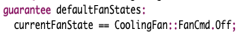 guarantee defaultFanStates:
currentFanState == CoolingFan::FanCmd.Off;